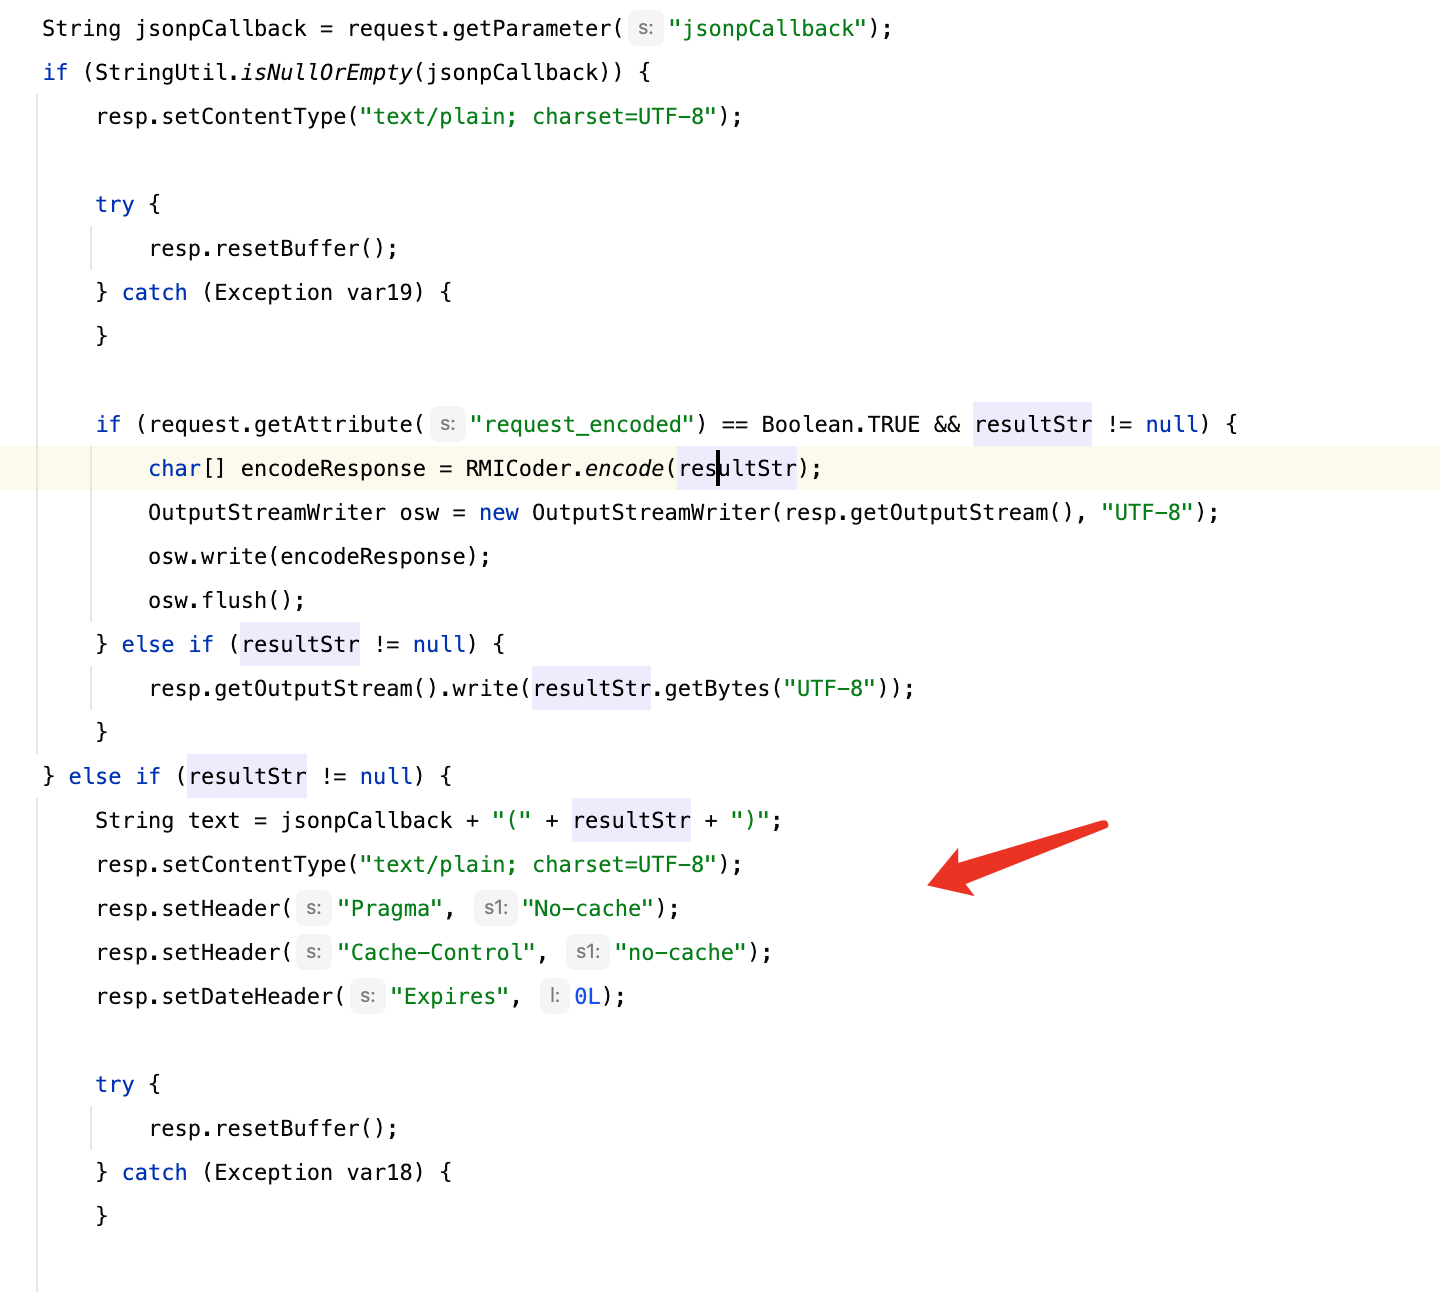 String jsonpCallback = request.getParameter( s: "jsonpCallback");
if (StringUtil.isNullOrEmpty(jsonpCallback)) {
    resp.setContentType("text/plain; charset=UTF-8");

    try {
        resp.resetBuffer();
    } catch (Exception var19) {
    }

    if (request.getAttribute( s: "request_encoded") == Boolean.TRUE && resultStr != null) {
        char[] encodeResponse = RMICoder.encode(resultStr);
        OutputStreamWriter osw = new OutputStreamWriter(resp.getOutputStream(), "UTF-8");
        osw.write(encodeResponse);
        osw.flush();
    } else if (resultStr != null) {
        resp.getOutputStream().write(resultStr.getBytes("UTF-8"));
    }
} else if (resultStr != null) {
    String text = jsonpCallback + "(" + resultStr + ")";
    resp.setContentType("text/plain; charset=UTF-8");
    resp.setHeader( s: "Pragma", s1: "No-cache");
    resp.setHeader( s: "Cache-Control", s1: "no-cache");
    resp.setDateHeader( s: "Expires", l: 0L);

    try {
        resp.resetBuffer();
    } catch (Exception var18) {
    }